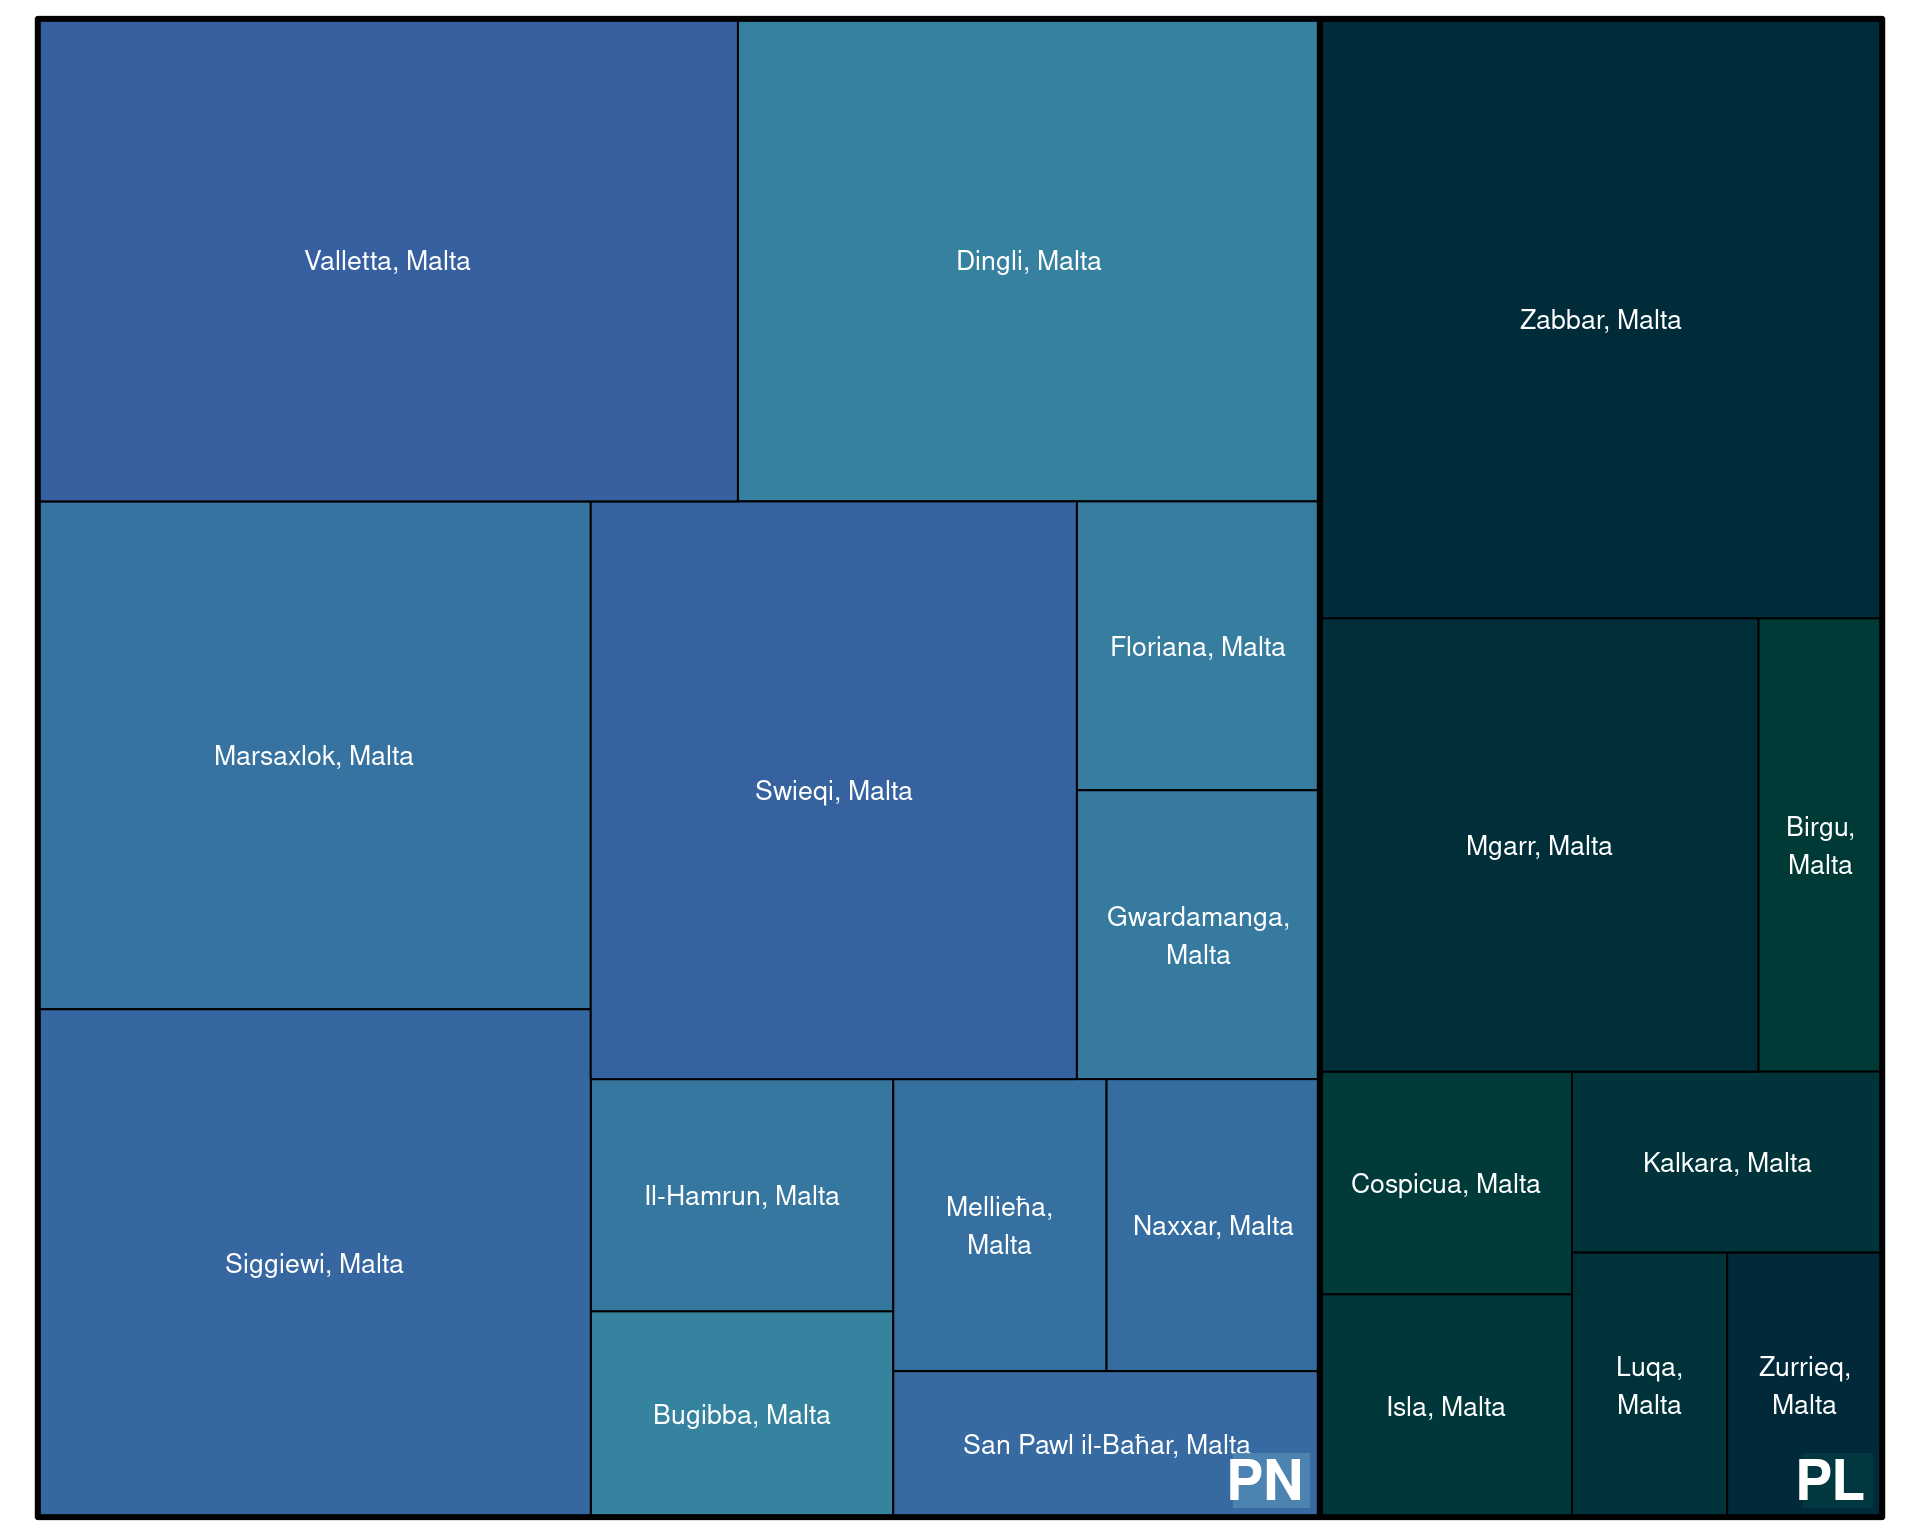 Valletta, Malta
Dingli, Malta
Zabbar, Malta
Marsaxlok, Malta
Swieqi, Malta
Floriana, Malta
Gwardamanga,
Malta
Mgarr, Malta
Birgu,
Malta
Siggiewi, Malta
Il-Hamrun, Malta
Mellieħa,
Malta
Naxxar, Malta
Bugibba, Malta
San Pawl il-Baħar, Malta
PN
Cospicua, Malta
Kalkara, Malta
Isla, Malta
Luqa,
Malta
Zurrieq,
Malta
PL